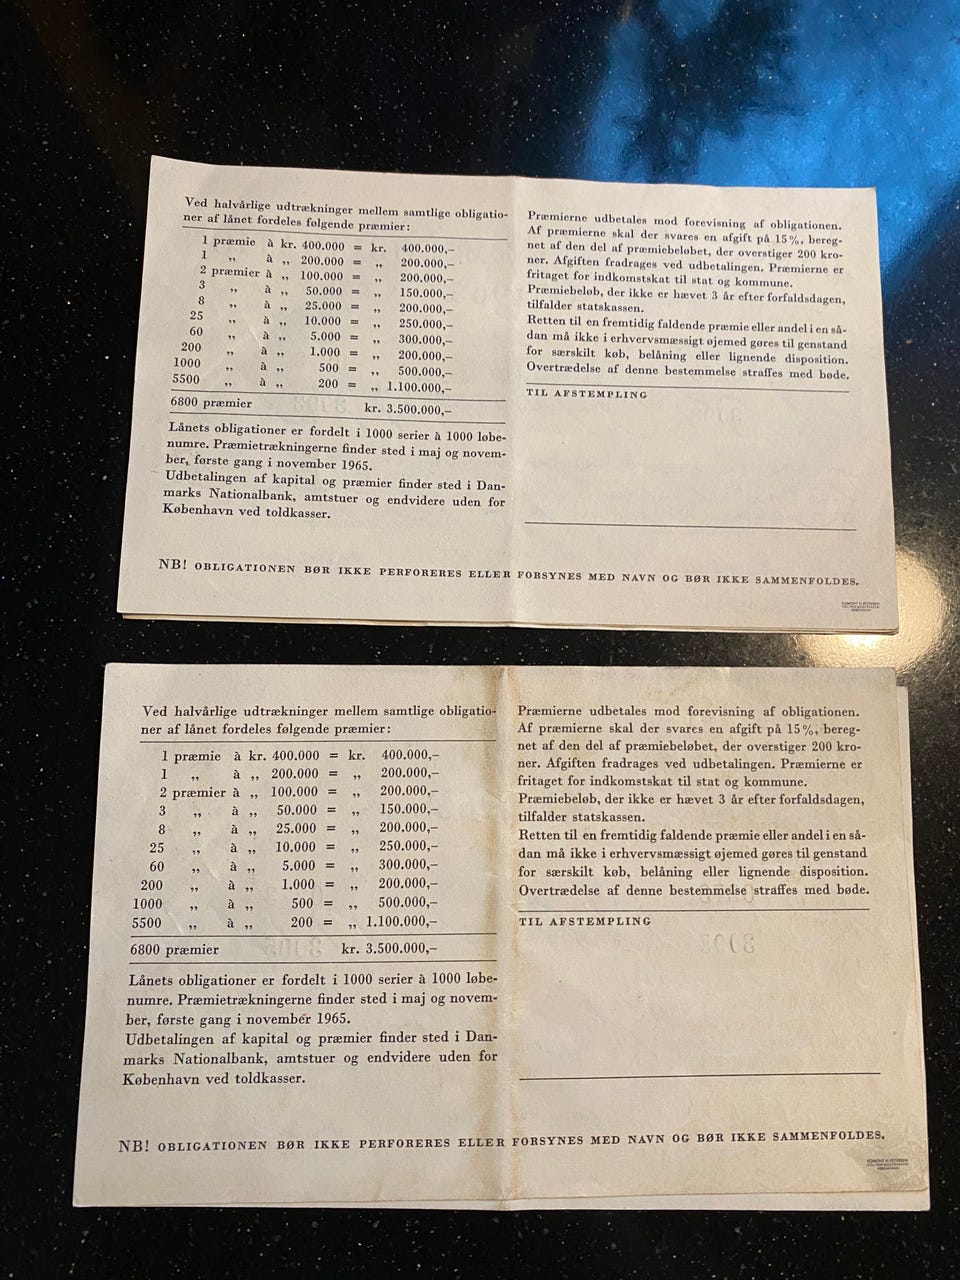 Ved halvårlige udtrækninger mellem samtlige obligatio-
ner af lånet fordeles følgende præmier:
1 præmie à kr. 400.000 = kr. 400.000,–
1 „ à „ 200.000 = „ 200.000,–
2 præmier à „ 100.000 = „ 200.000,–
3 „ à „ 50.000 = „ 150.000,–
8 „ à „ 25.000 = „ 200.000,–
25 „ à „ 10.000 = „ 250.000,–
60 „ à „ 5.000 = „ 300.000,–
200 „ à „ 1.000 = „ 200.000,–
1000 „ à „ 500 = „ 500.000,–
5500 „ à „ 200 = „ 1.100.000,–
6800 præmier kr. 3.500.000,–
Lånets obligationer er fordelt i 1000 serier à 1000 løbe-
numre. Præmietrækningerne finder sted i maj og novem-
ber, første gang i november 1965.
Udbetalingen af kapital og præmier finder sted i Dan-
marks Nationalbank, amtstuer og endvidere uden for
København ved toldkasser.
Præmierne udbetales mod forevisning af obligationen.
Af præmierne skal der svares en afgift på 15%, bereg-
net af den del af præmiebeløbet, der overstiger 200 kro-
ner. Afgiften fradrages ved udbetalingen. Præmierne er
fritaget for indkomstskat til stat og kommune.
Præmiebeløb, der ikke er hævet 3 år efter forfaldsdagen,
tilfalder statskassen.
Retten til en fremtidig faldende præmie eller andel i en så-
dan må ikke i erhvervsmæssigt øjemed gøres til genstand
for særskilt køb, belåning eller lignende disposition.
Overtrædelse af denne bestemmelse straffes med bøde.
TIL AFSTEMPLING
NB! OBLIGATIONEN BØR IKKE PERFORERES ELLER FORSYNES MED NAVN OG BØR IKKE SAMMENFOLDES.
EGMONT H. PETERSEN
KØBENHAVN
Ved halvårlige udtrækninger mellem samtlige obligatio-
ner af lånet fordeles følgende præmier:
1 præmie à kr. 400.000 = kr. 400.000,–
1 „ à „ 200.000 = „ 200.000,–
2 præmier à „ 100.000 = „ 200.000,–
3 „ à „ 50.000 = „ 150.000,–
8 „ à „ 25.000 = „ 200.000,–
25 „ à „ 10.000 = „ 250.000,–
60 „ à „ 5.000 = „ 300.000,–
200 „ à „ 1.000 = „ 200.000,–
1000 „ à „ 500 = „ 500.000,–
5500 „ à „ 200 = „ 1.100.000,–
6800 præmier kr. 3.500.000,–
Lånets obligationer er fordelt i 1000 serier à 1000 løbe-
numre. Præmietrækningerne finder sted i maj og novem-
ber, første gang i november 1965.
Udbetalingen af kapital og præmier finder sted i Dan-
marks Nationalbank, amtstuer og endvidere uden for
København ved toldkasser.
Præmierne udbetales mod forevisning af obligationen.
Af præmierne skal der svares en afgift på 15%, bereg-
net af den del af præmiebeløbet, der overstiger 200 kro-
ner. Afgiften fradrages ved udbetalingen. Præmierne er
fritaget for indkomstskat til stat og kommune.
Præmiebeløb, der ikke er hævet 3 år efter forfaldsdagen,
tilfalder statskassen.
Retten til en fremtidig faldende præmie eller andel i en så-
dan må ikke i erhvervsmæssigt øjemed gøres til genstand
for særskilt køb, belåning eller lignende disposition.
Overtrædelse af denne bestemmelse straffes med bøde.
TIL AFSTEMPLING
NB! OBLIGATIONEN BØR IKKE PERFORERES ELLER FORSYNES MED NAVN OG BØR IKKE SAMMENFOLDES.
EGMONT H. PETERSEN
KØBENHAVN